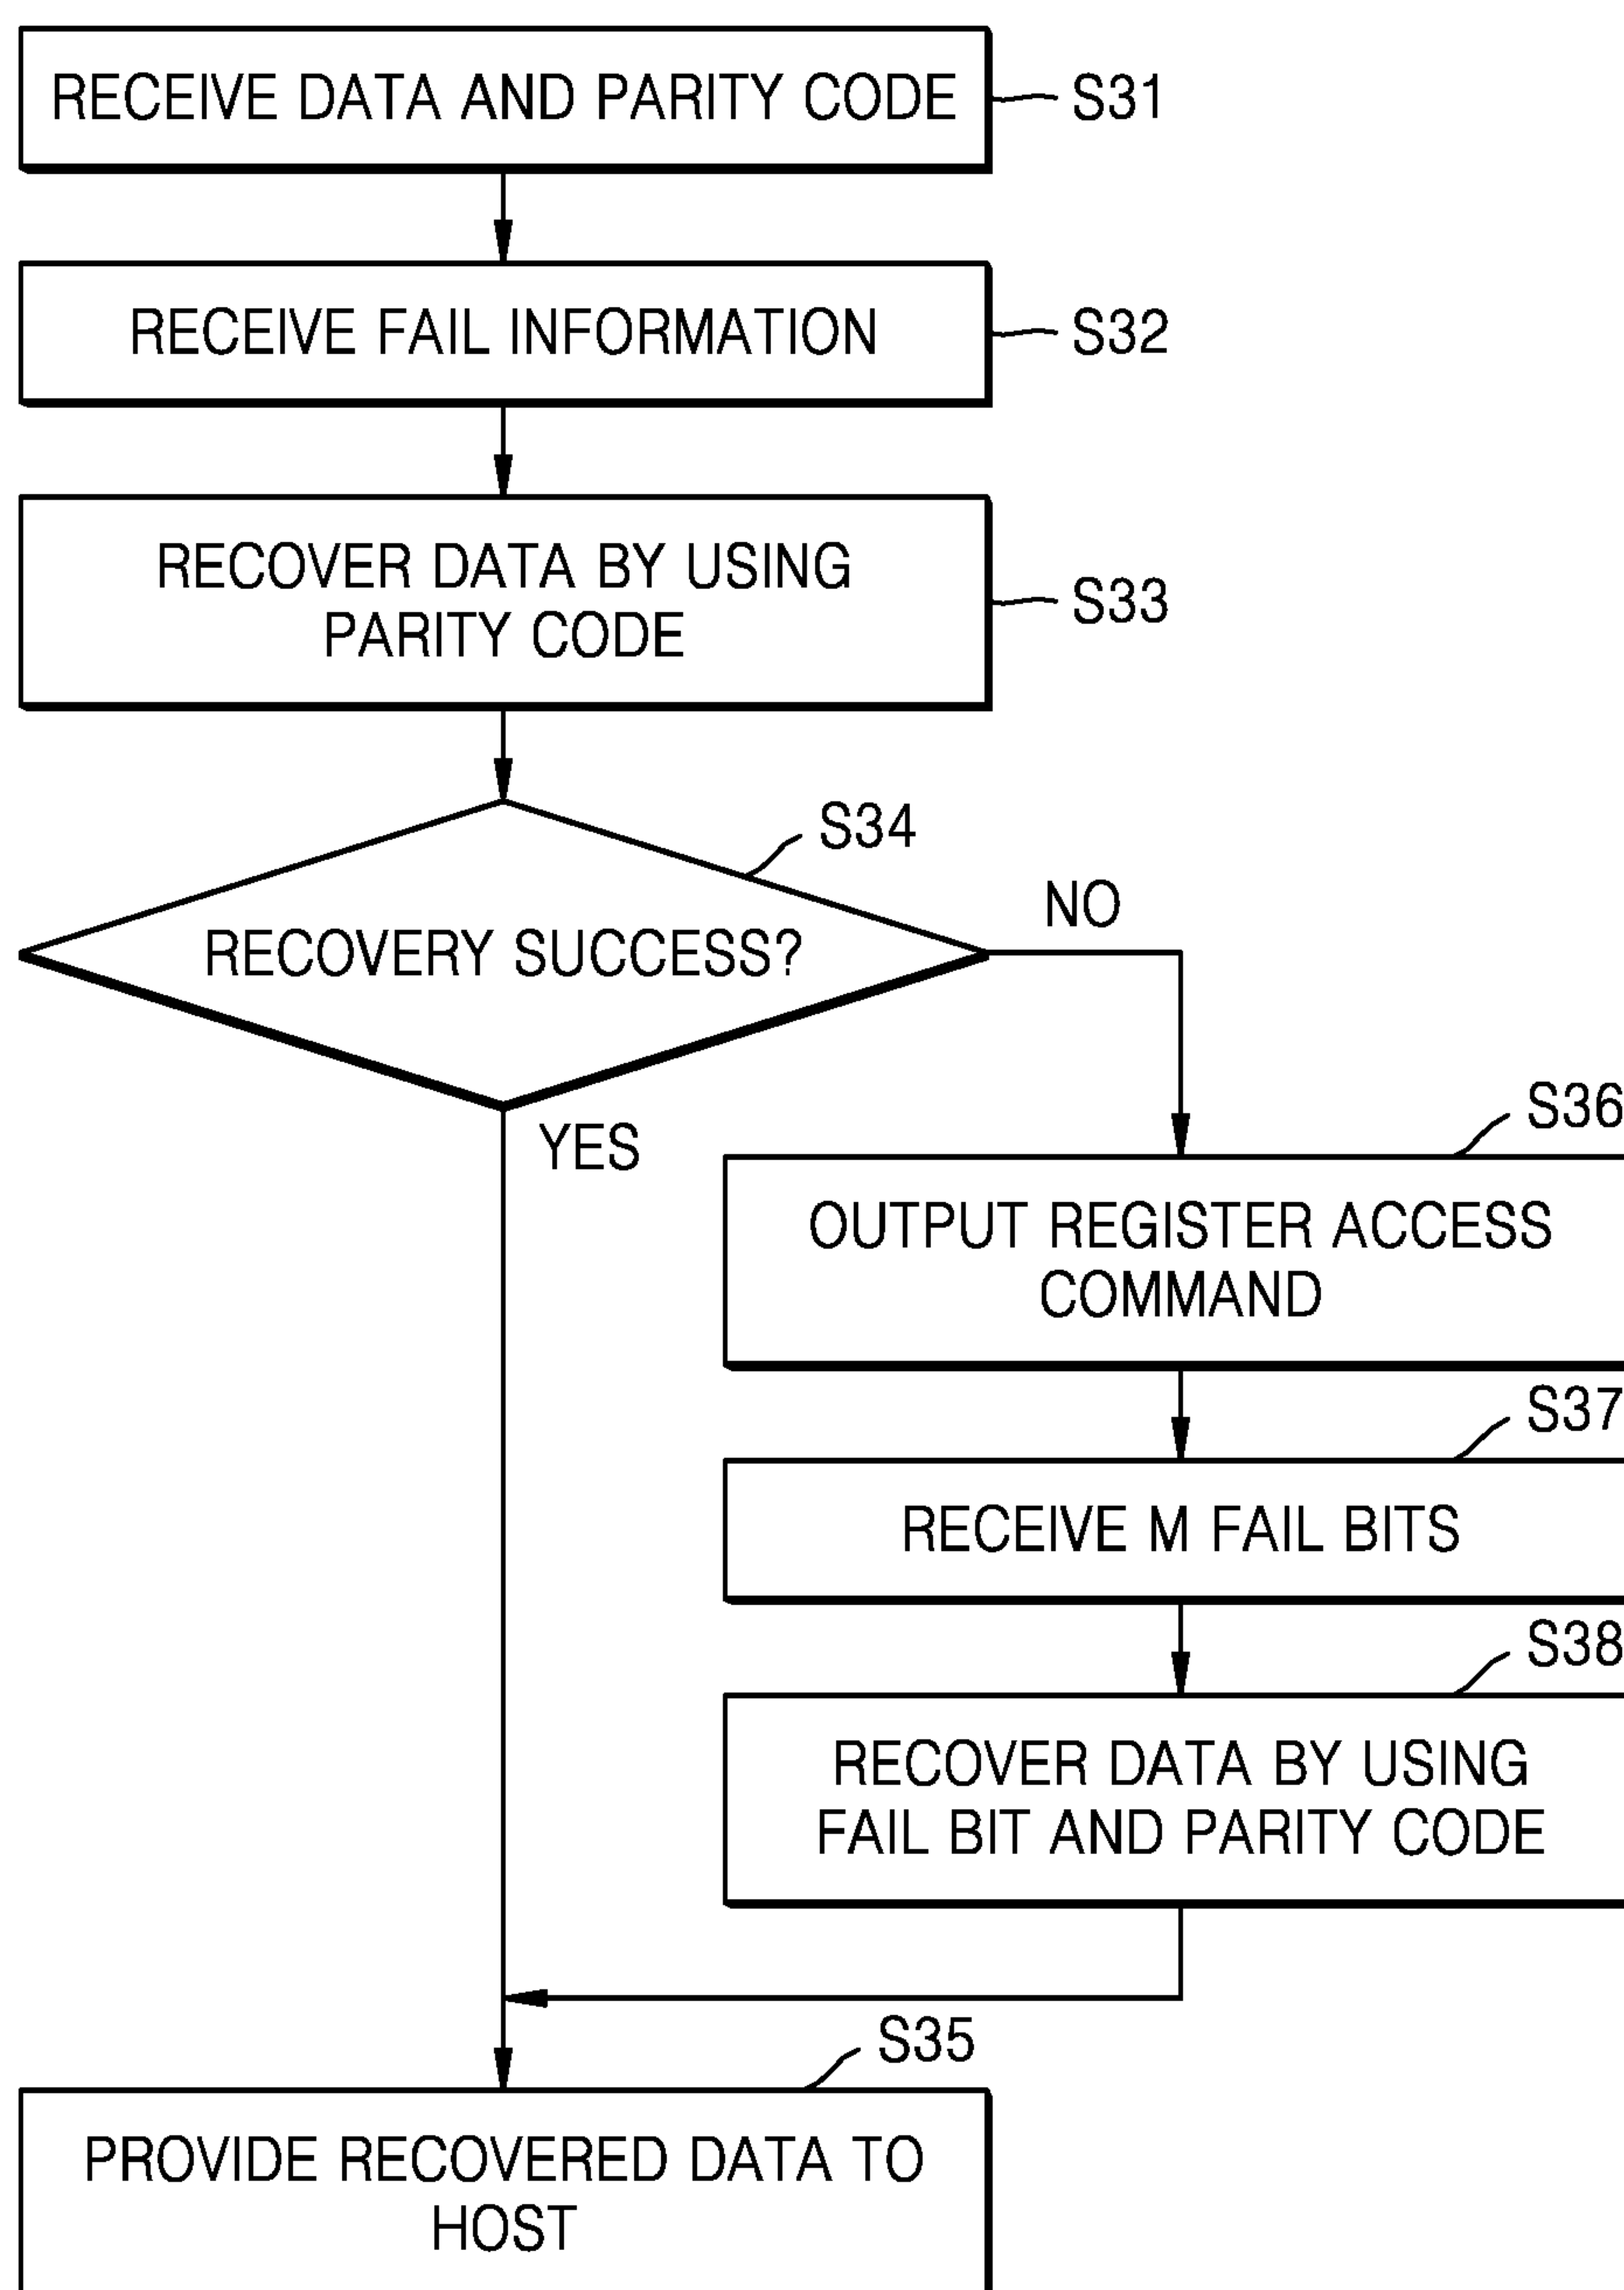 RECEIVE DATA AND PARITY CODE
S31
RECEIVE FAIL INFORMATION
S32
RECOVER DATA BY USING
PARITY CODE
S33
S34
RECOVERY SUCCESS?
NO
YES
S36
OUTPUT REGISTER ACCESS
COMMAND
S37
RECEIVE M FAIL BITS
S38
RECOVER DATA BY USING
FAIL BIT AND PARITY CODE
S35
PROVIDE RECOVERED DATA TO
HOST